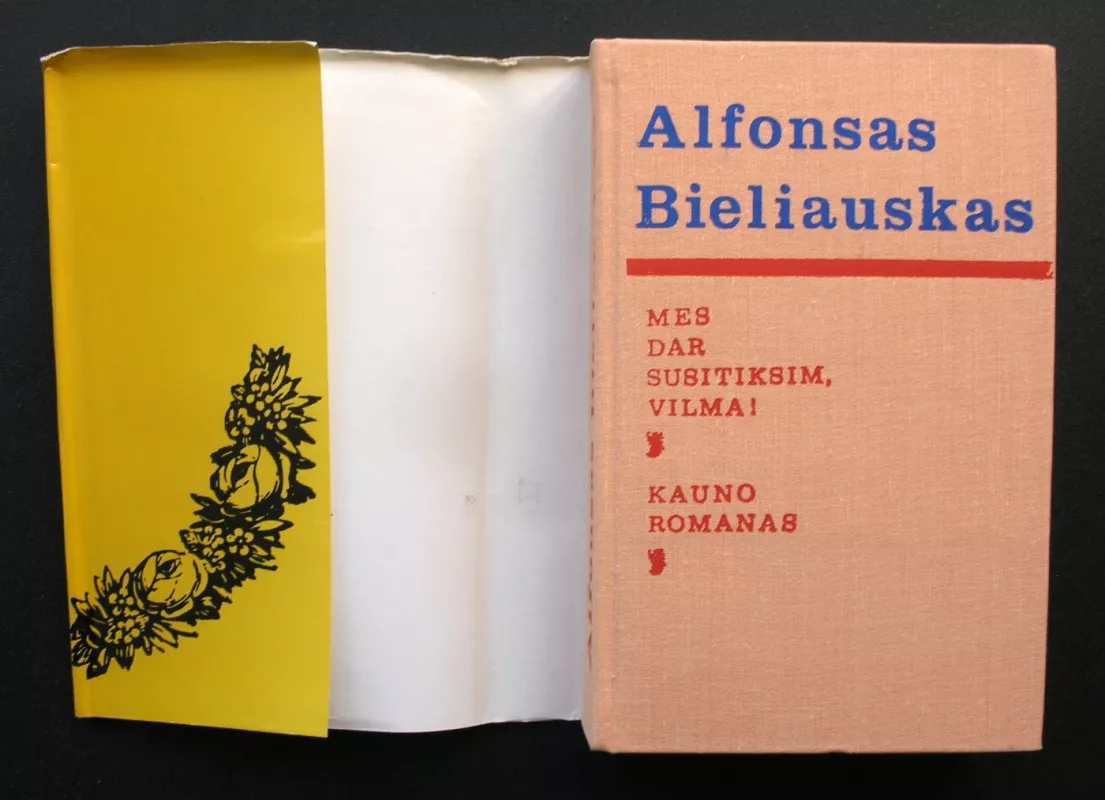 Alfonsas
Bieliauskas
MES
DAR
SUSITIKSIM,
VILMA!
KAUNO
ROMANAS